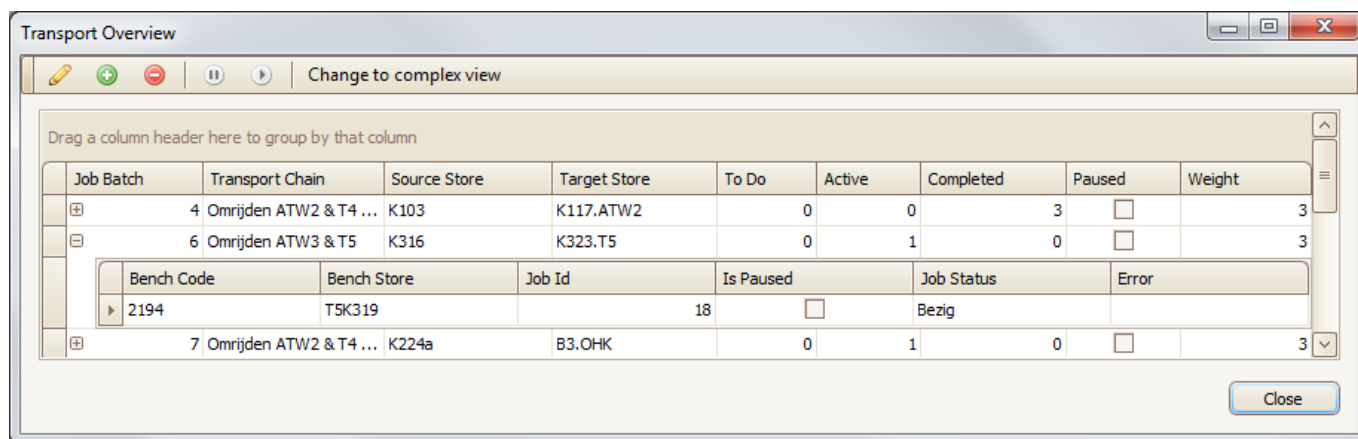 Transport Overview
Change to complex view
Drag a column header here to group by that column
Job Batch Transport Chain Source Store Target Store To Do Active Completed Paused Weight
4 Omrijden ATW2 & T4 ... K103 K117.ATW2 0 0 3 3
6 Omrijden ATW3 & T5 K316 K323.T5 0 1 0 3
Bench Code Bench Store Job Id Is Paused Job Status Error
2194 T5K319 18 Bezig
7 Omrijden ATW2 & T4 ... K224a B3.OHK 0 1 0 3
Close